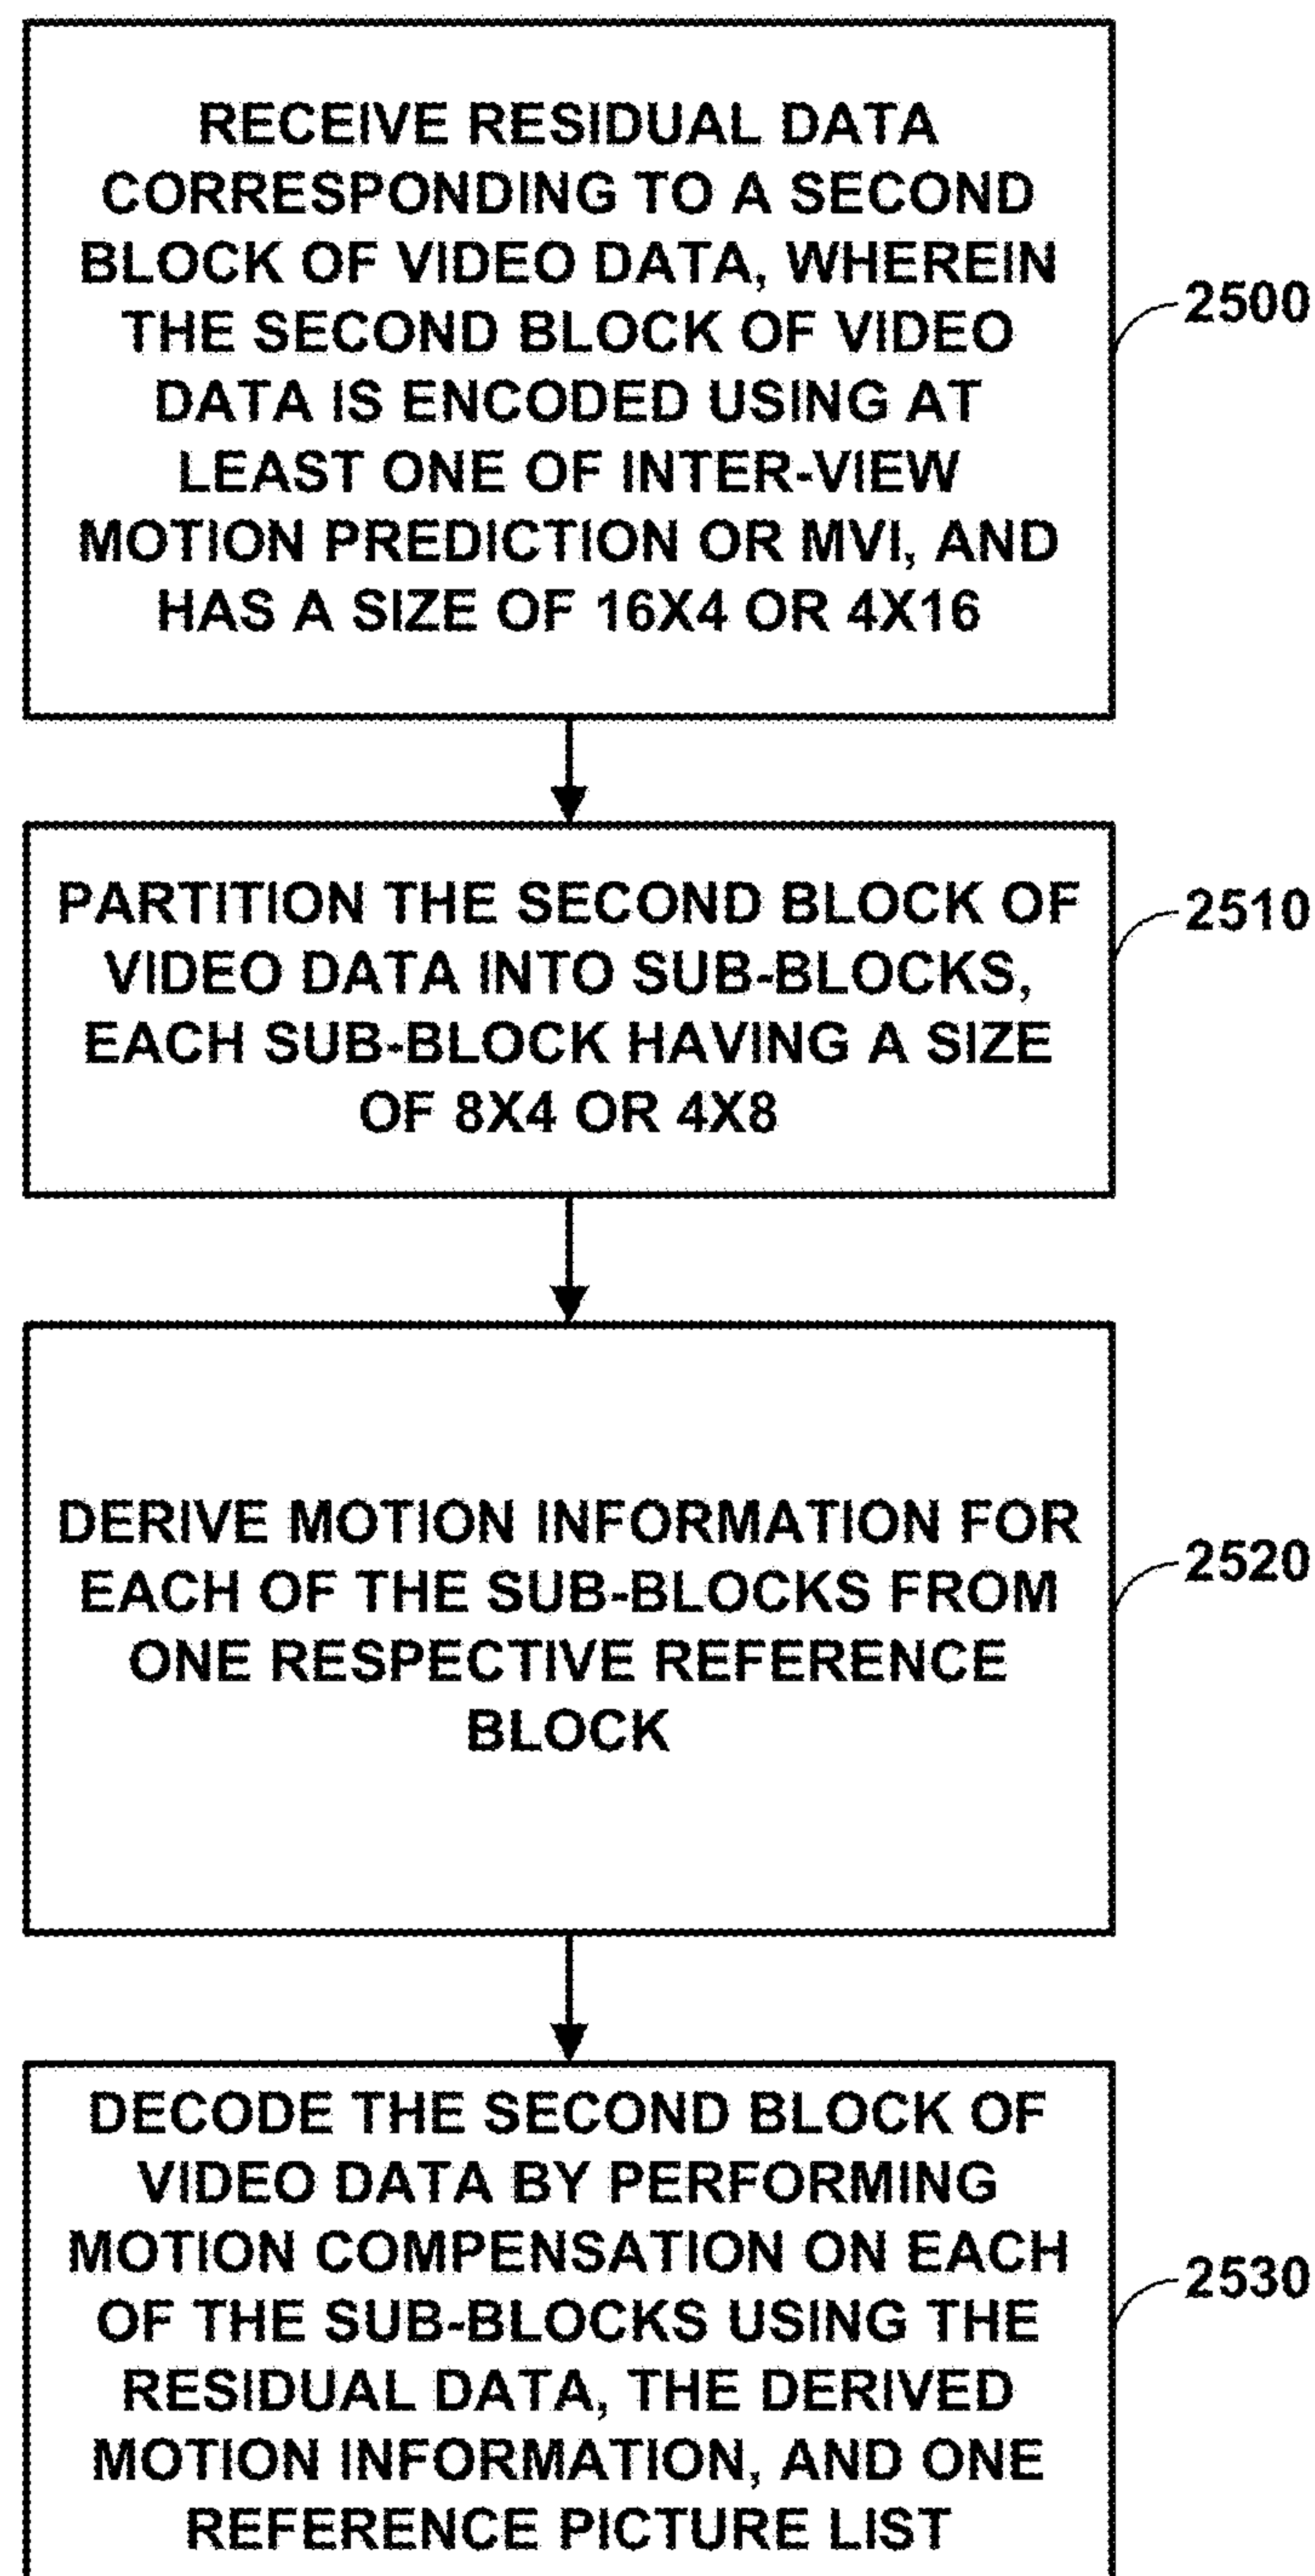 RECEIVE RESIDUAL DATA
CORRESPONDING TO A SECOND
BLOCK OF VIDEO DATA, WHEREIN
THE SECOND BLOCK OF VIDEO
DATA IS ENCODED USING AT
LEAST ONE OF INTER-VIEW
MOTION PREDICTION OR MVI, AND
HAS A SIZE OF 16X4 OR 4X16
2500
PARTITION THE SECOND BLOCK OF
VIDEO DATA INTO SUB-BLOCKS,
EACH SUB-BLOCK HAVING A SIZE
OF 8X4 OR 4X8
2510
DERIVE MOTION INFORMATION FOR
EACH OF THE SUB-BLOCKS FROM
ONE RESPECTIVE REFERENCE
BLOCK
2520
DECODE THE SECOND BLOCK OF
VIDEO DATA BY PERFORMING
MOTION COMPENSATION ON EACH
OF THE SUB-BLOCKS USING THE
RESIDUAL DATA, THE DERIVED
MOTION INFORMATION, AND ONE
REFERENCE PICTURE LIST
2530